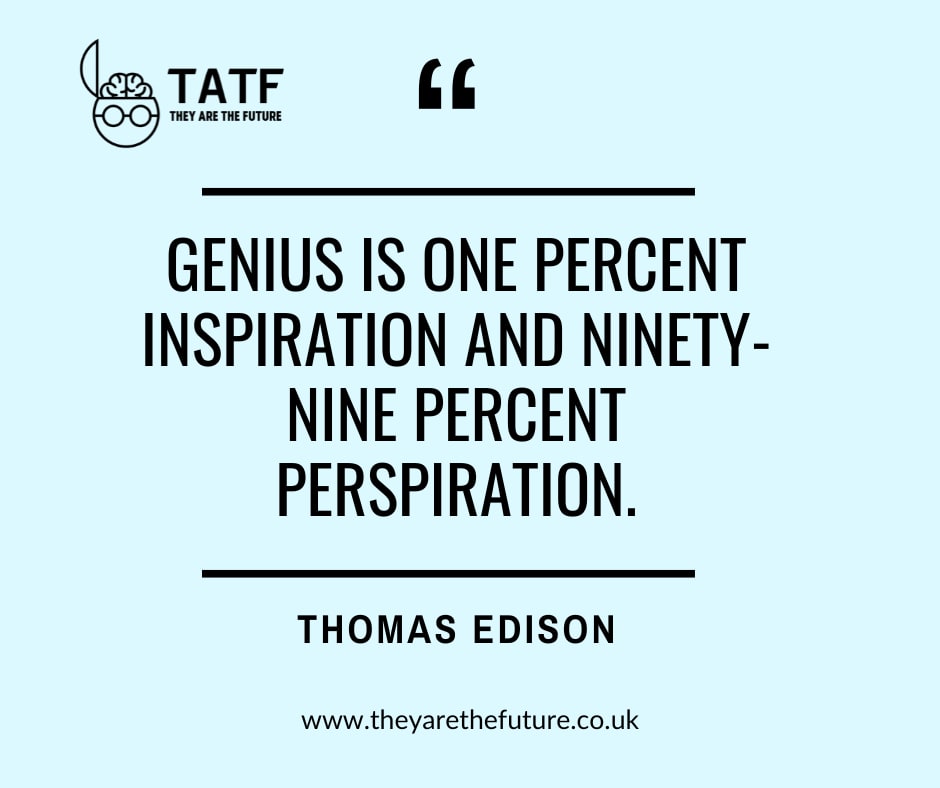 TATF
THEY ARE THE FUTURE
“
GENIUS IS ONE PERCENT
INSPIRATION AND NINETY-
NINE PERCENT
PERSPIRATION.
THOMAS EDISON
www.theyarethefuture.co.uk